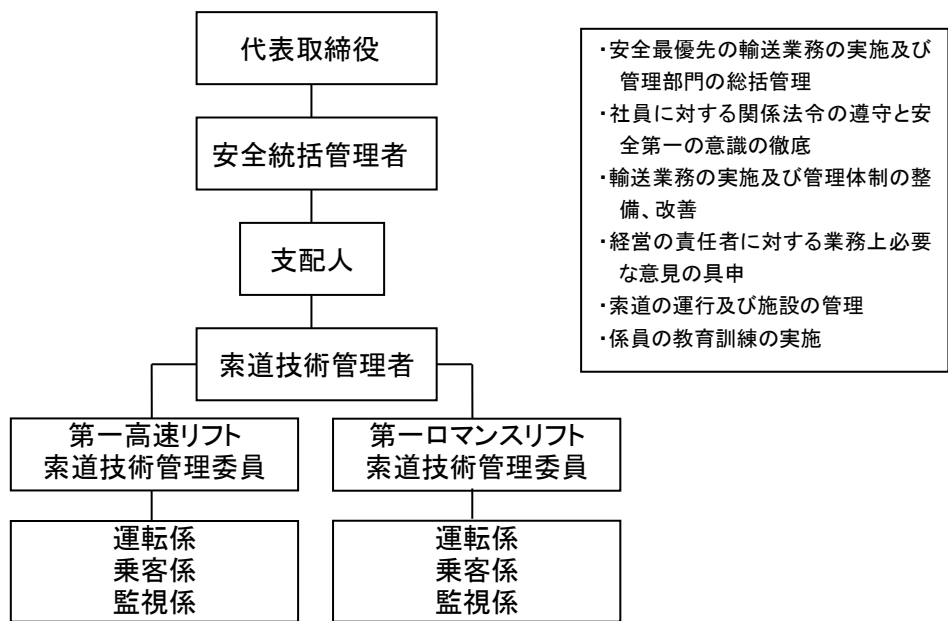 代表取締役
安全統括管理者
支配人
索道技術管理者
第一高速リフト
索道技術管理委員
第一ロマンスリフト
索道技術管理委員
運転係
乗客係
監視係
運転係
乗客係
監視係
・安全最優先の輸送業務の実施及び
管理部門の総括管理
・社員に対する関係法令の遵守と安
全第一の意識の徹底
・輸送業務の実施及び管理体制の整
備、改善
・経営の責任者に対する業務上必要
な意見の具申
・索道の運行及び施設の管理
・係員の教育訓練の実施